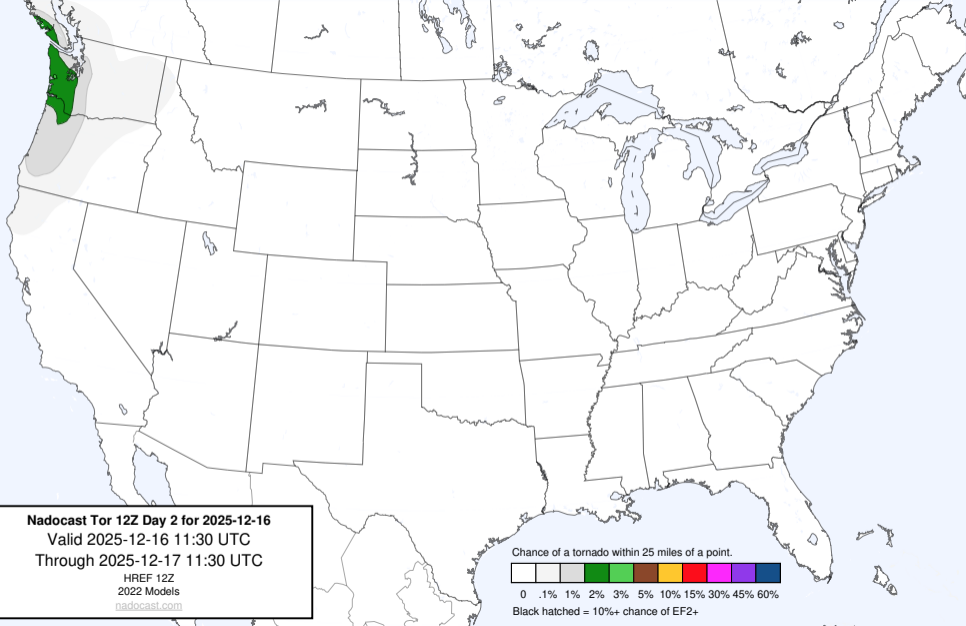 Nadocast Tor 12Z Day 2 for 2025-12-16
Valid 2025-12-16 11:30 UTC
Through 2025-12-17 11:30 UTC
HREF 12Z
2022 Models
nadocast.com
Chance of a tornado within 25 miles of a point.
0 .1% 1% 2% 3% 5% 10% 15% 30% 45% 60%
Black hatched = 10%+ chance of EF2+